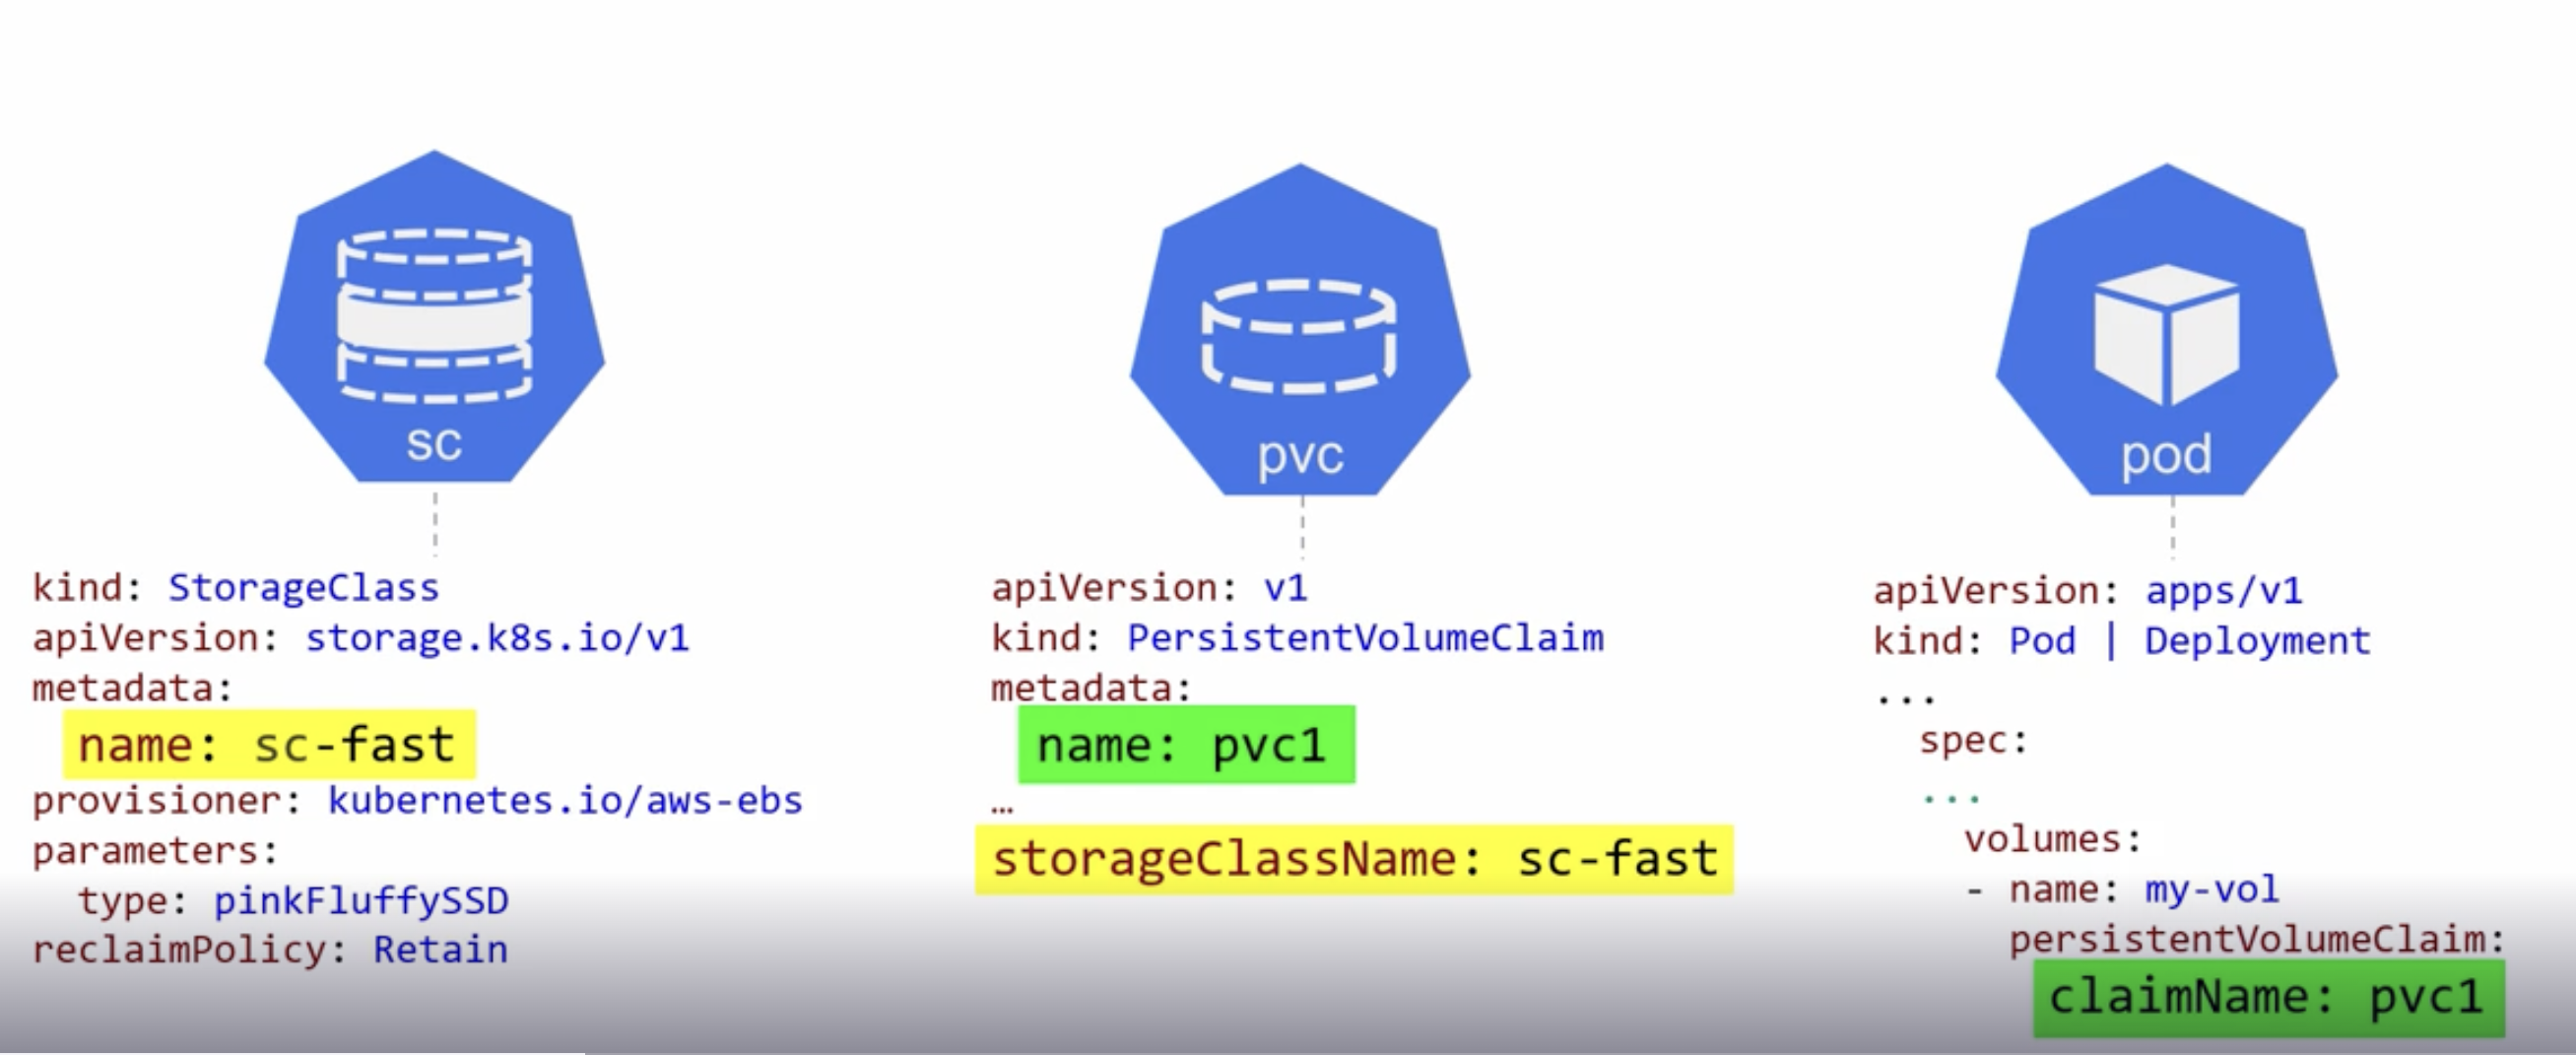 sc
kind: StorageClass
apiVersion: storage.k8s.io/v1
metadata:
name: sc-fast
provisioner: kubernetes.io/aws-ebs
parameters:
type: pinkFluffySSD
reclaimPolicy: Retain
pvc
apiVersion: v1
kind: PersistentVolumeClaim
metadata:
name: pvc1
…
storageClassName: sc-fast
pod
apiVersion: apps/v1
kind: Pod | Deployment
...
spec:
...
volumes:
- name: my-vol
persistentVolumeClaim:
claimName: pvc1